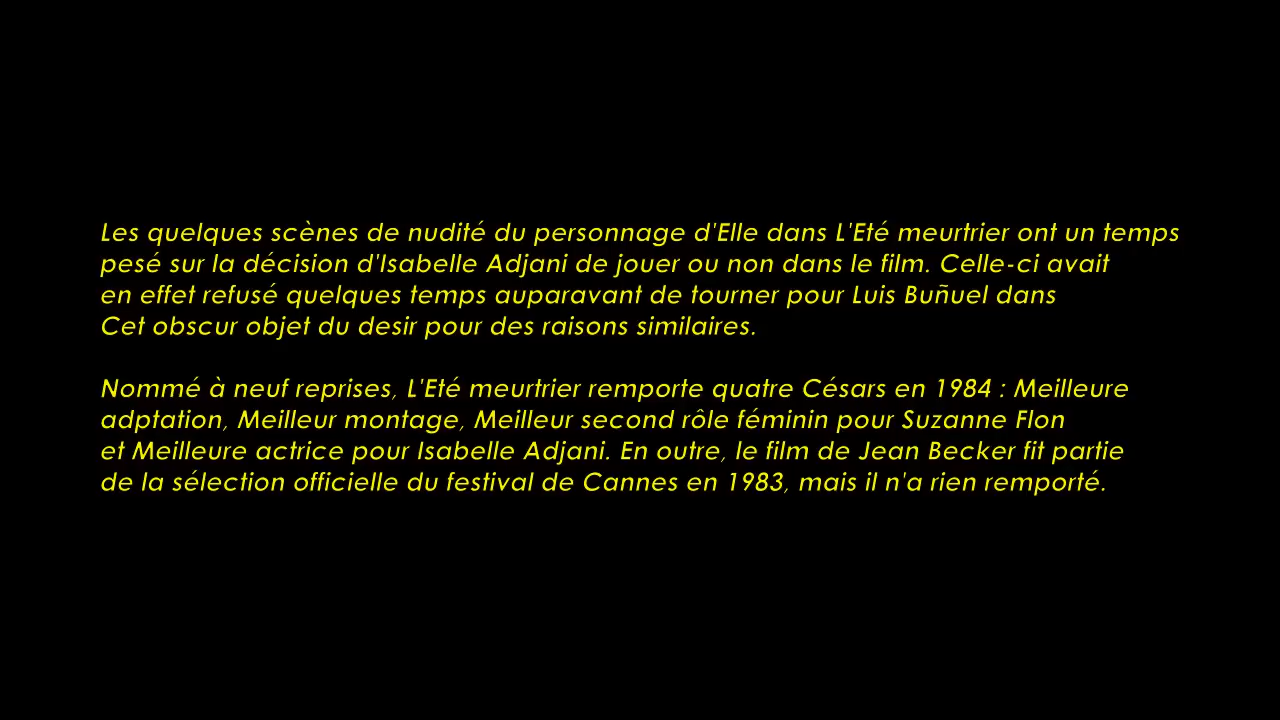 Les quelques scènes de nudité du personnage d'Elle dans L'Eté meurtrier ont un temps
pesé sur la décision d'Isabelle Adjani de jouer ou non dans le film. Celle-ci avait
en effet refusé quelques temps auparavant de tourner pour Luis Buñuel dans
Cet obscur objet du desir pour des raisons similaires.
Nommé à neuf reprises, L'Eté meurtrier remporte quatre Césars en 1984 : Meilleure
adptation, Meilleur montage, Meilleur second rôle féminin pour Suzanne Flon
et Meilleure actrice pour Isabelle Adjani. En outre, le film de Jean Becker fit partie
de la sélection officielle du festival de Cannes en 1983, mais il n'a rien remporté.